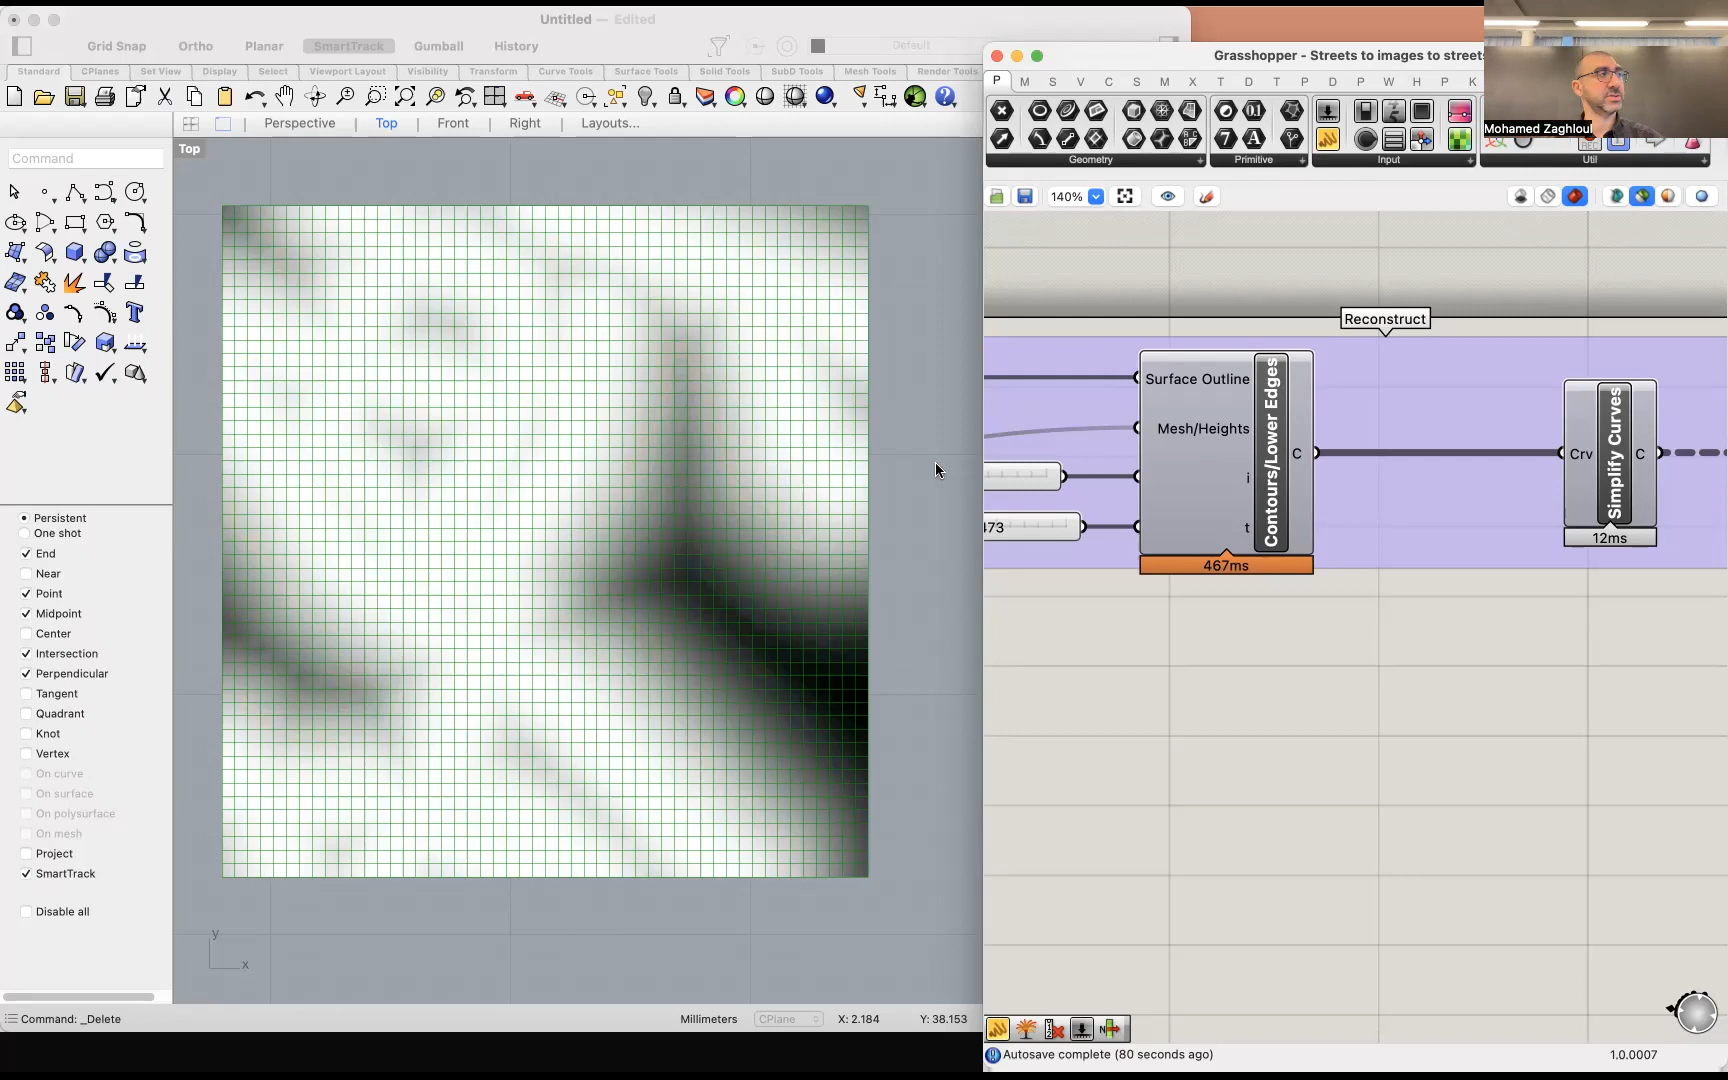 Untitled — Edited
Grid Snap
Ortho
Planar
SmartTrack
Gumball
History
Default
Standard
CPlanes
Set View
Display
Select
Viewport Layout
Visibility
Transform
Curve Tools
Surface Tools
Solid Tools
SubD Tools
Mesh Tools
Render Tools
Perspective
Top
Front
Right
Layouts...
Command
Top
Persistent
One shot
End
Near
Point
Midpoint
Center
Intersection
Perpendicular
Tangent
Quadrant
Knot
Vertex
On curve
On surface
On polysurface
On mesh
Project
SmartTrack
Disable all
y
x
Command: _Delete
Millimeters
CPlane
X: 2.184
Y: 38.153
Grasshopper - Streets to images to streets
P M S V C S M X T D T P D P W H P K
Geometry
Primitive
Input
Util
Mohamed Zaghloul
140%
Reconstruct
Surface Outline
Mesh/Heights
i
t
Contours/Lower Edges
C
467ms
473
Crv
Simplify Curves
C
12ms
Autosave complete (80 seconds ago)
1.0.0007